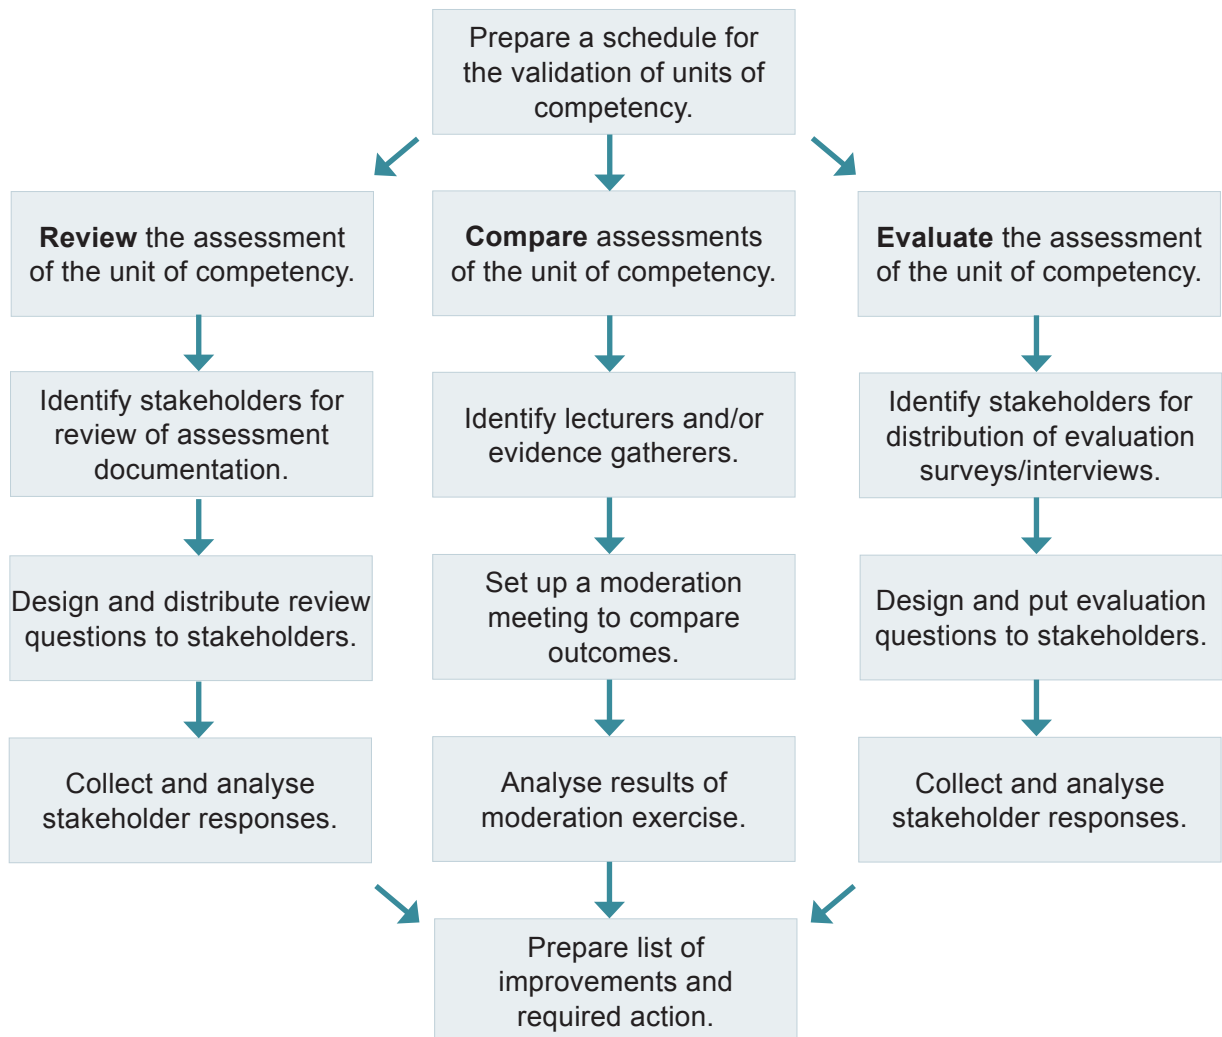 Prepare a schedule for
the validation of units of
competency.
Review the assessment
of the unit of competency.
Compare assessments
of the unit of competency.
Evaluate the assessment
of the unit of competency.
Identify stakeholders for
review of assessment
documentation.
Identify lecturers and/or
evidence gatherers.
Identify stakeholders for
distribution of evaluation
surveys/interviews.
Design and distribute review
questions to stakeholders.
Set up a moderation
meeting to compare
outcomes.
Design and put evaluation
questions to stakeholders.
Collect and analyse
stakeholder responses.
Analyse results of
moderation exercise.
Collect and analyse
stakeholder responses.
Prepare list of
improvements and
required action.